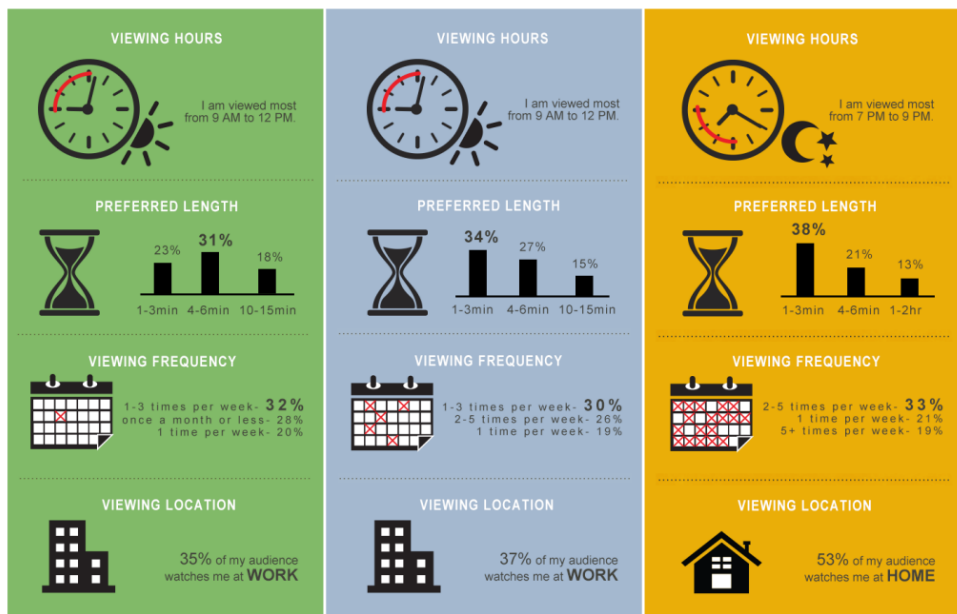 VIEWING HOURS
I am viewed most
from 9 AM to 12 PM.
PREFERRED LENGTH
23%
31%
18%
1-3min 4-6min 10-15min
VIEWING FREQUENCY
1-3 times per week- 32%
once a month or less- 28%
1 time per week- 20%
VIEWING LOCATION
35% of my audience
watches me at WORK
VIEWING HOURS
I am viewed most
from 9 AM to 12 PM.
PREFERRED LENGTH
34%
27%
15%
1-3min 4-6min 10-15min
VIEWING FREQUENCY
1-3 times per week- 30%
2-5 times per week- 26%
1 time per week- 19%
VIEWING LOCATION
37% of my audience
watches me at WORK
VIEWING HOURS
I am viewed most
from 7 PM to 9 PM.
PREFERRED LENGTH
38%
21%
13%
1-3min 4-6min 1-2hr
VIEWING FREQUENCY
2-5 times per week- 33%
1 time per week- 21%
5+ times per week- 19%
VIEWING LOCATION
53% of my audience
watches me at HOME